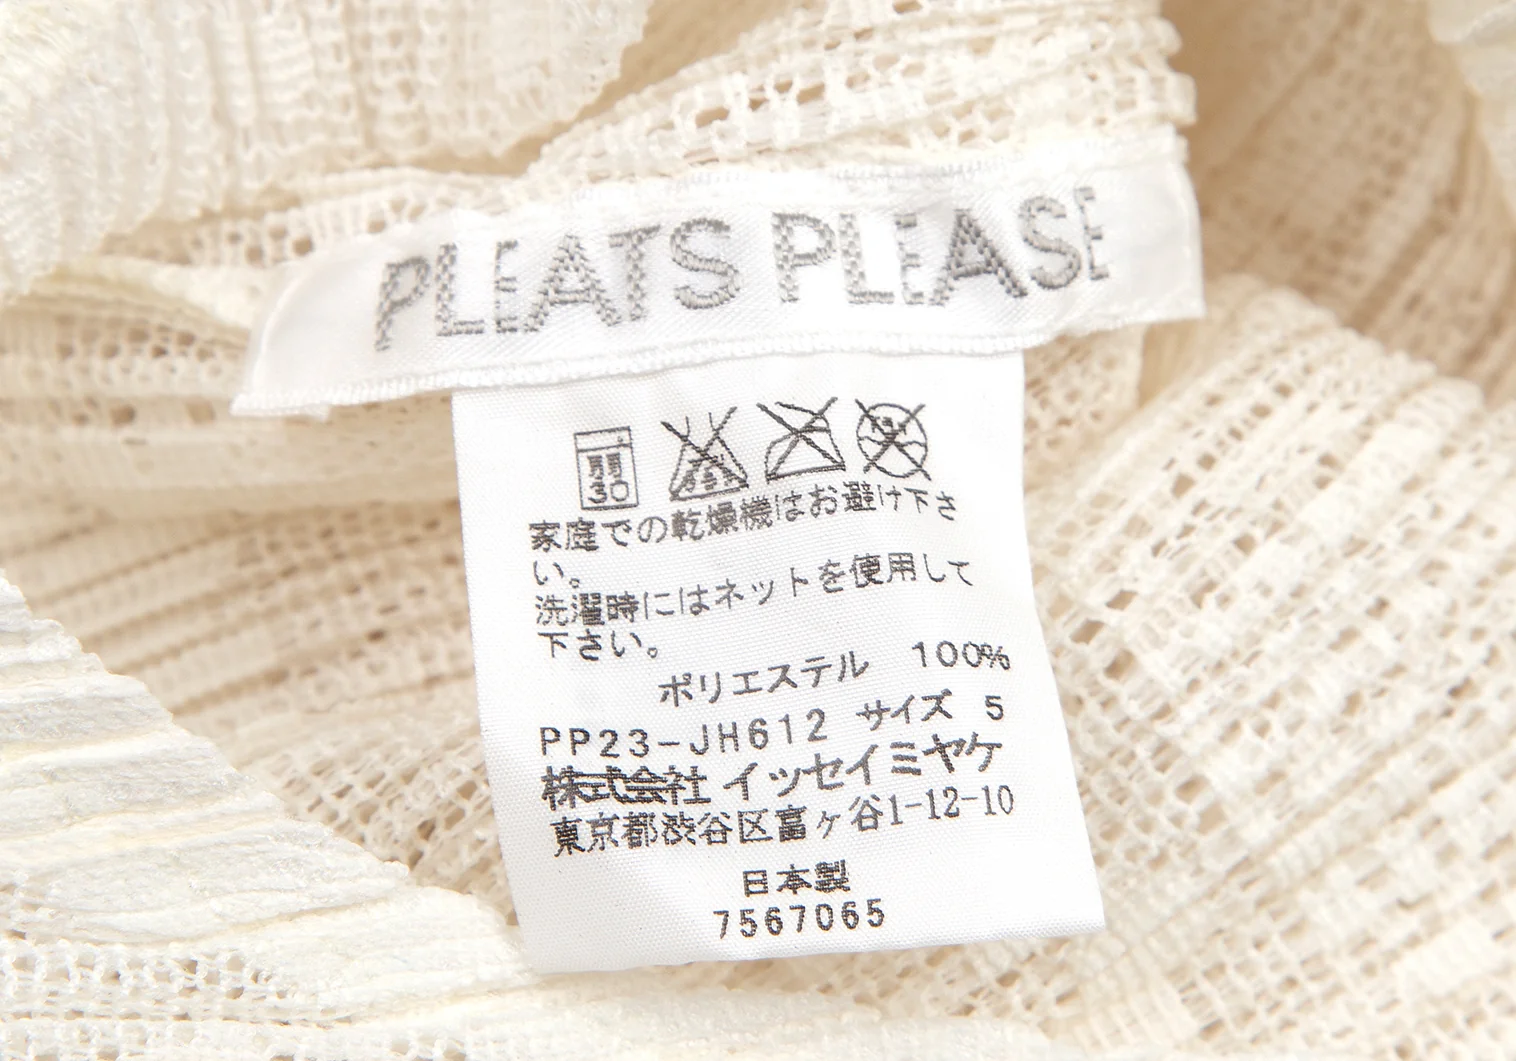 PLEATS PLEASE
弱
30
家庭での乾燥機はお避け下さ
い。
洗濯時にはネットを使用して
下さい。
ポリエステル 100%
PP23-JH612 サイズ 5
株式会社 イッセイミヤケ
東京都渋谷区富ヶ谷1-12-10
日本製
7567065